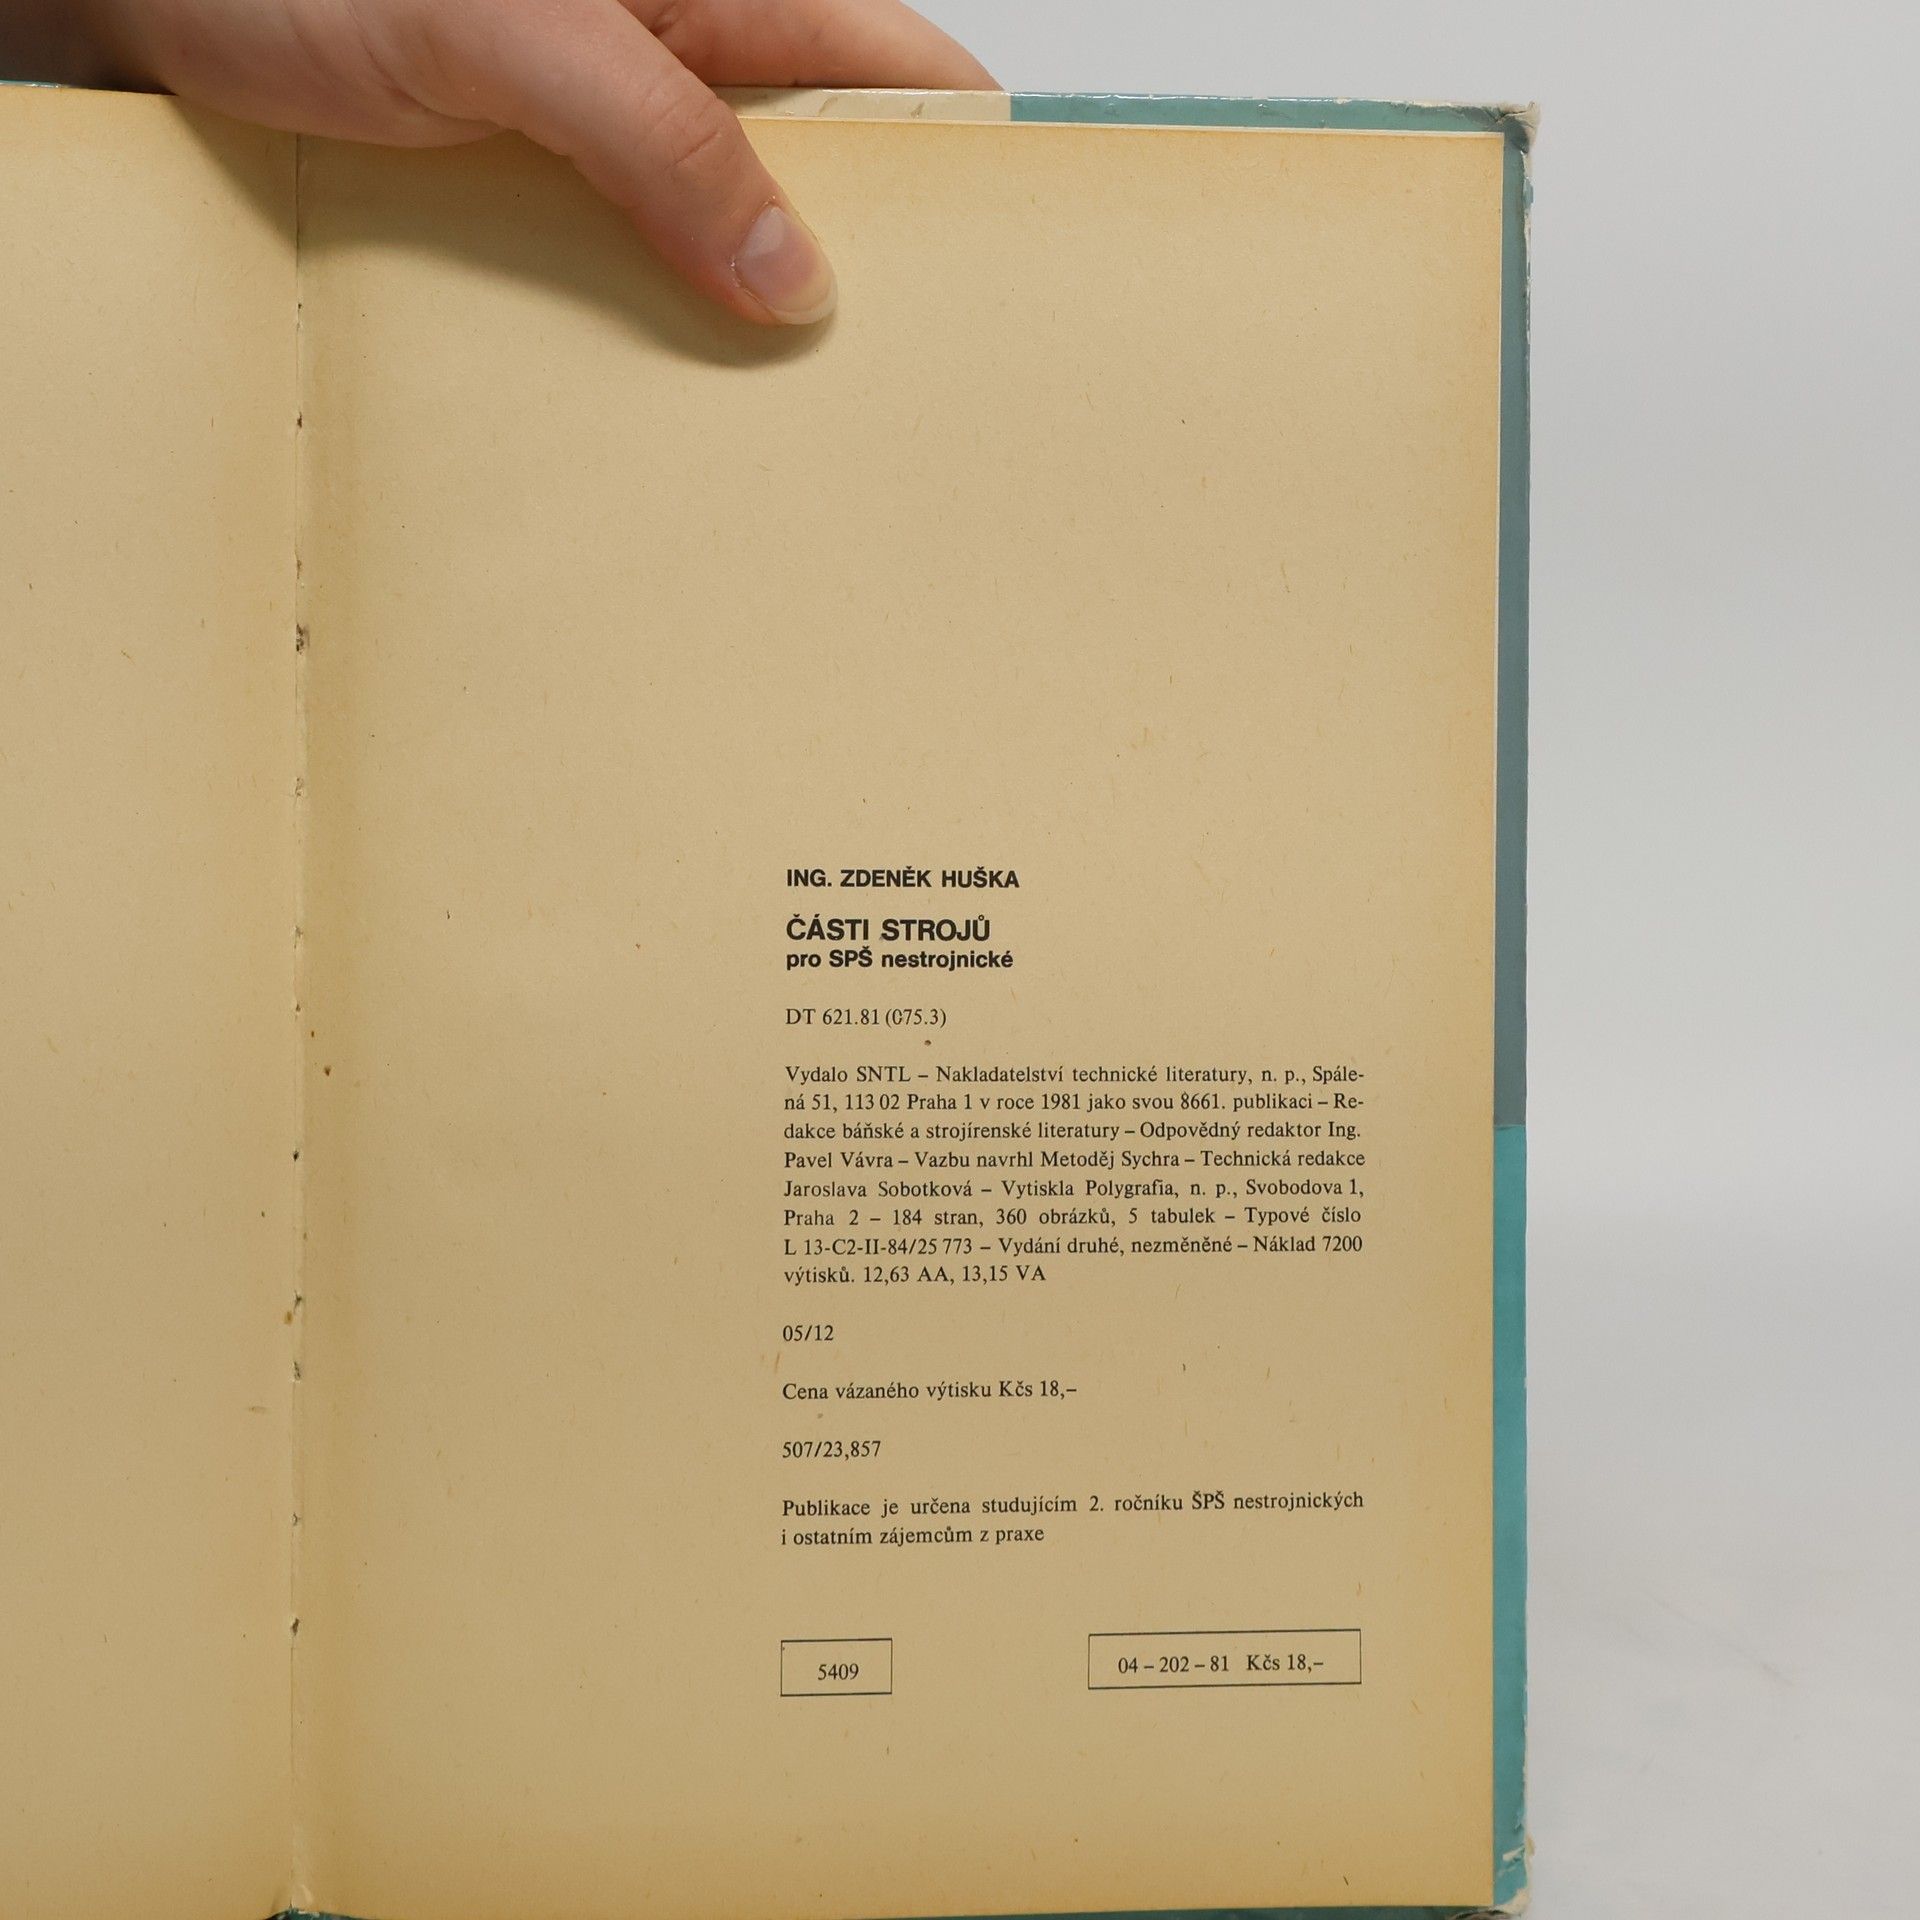 ING. ZDENĚK HUŠKA
ČÁSTI STROJŮ
pro SPŠ nestrojnické
DT 621.81 (075.3)
Vydalo SNTL – Nakladatelství technické literatury, n. p., Spále-
ná 51, 113 02 Praha 1 v roce 1981 jako svou 8661. publikaci – Re-
dakce báňské a strojírenské literatury – Odpovědný redaktor Ing.
Pavel Vávra – Vazbu navrhl Metoděj Sychra – Technická redakce
Jaroslava Sobotková – Vytiskla Polygrafia, n. p., Svobodova 1,
Praha 2 – 184 stran, 360 obrázků, 5 tabulek – Typové číslo
L 13-C2-II-84/25 773 – Vydání druhé, nezměněné – Náklad 7200
výtisků. 12,63 AA, 13,15 VA
05/12
Cena vázaného výtisku Kčs 18,–
507/23,857
Publikace je určena studujícím 2. ročníku ŠPŠ nestrojnických
i ostatním zájemcům z praxe
5409
04 – 202 – 81 Kčs 18,–